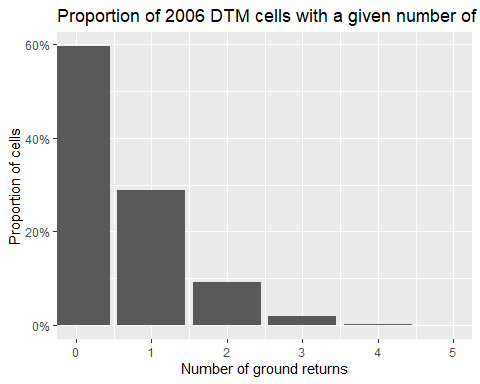 Proportion of 2006 DTM cells with a given number of
60%
40%
20%
0%
Proportion of cells
0 1 2 3 4 5
Number of ground returns